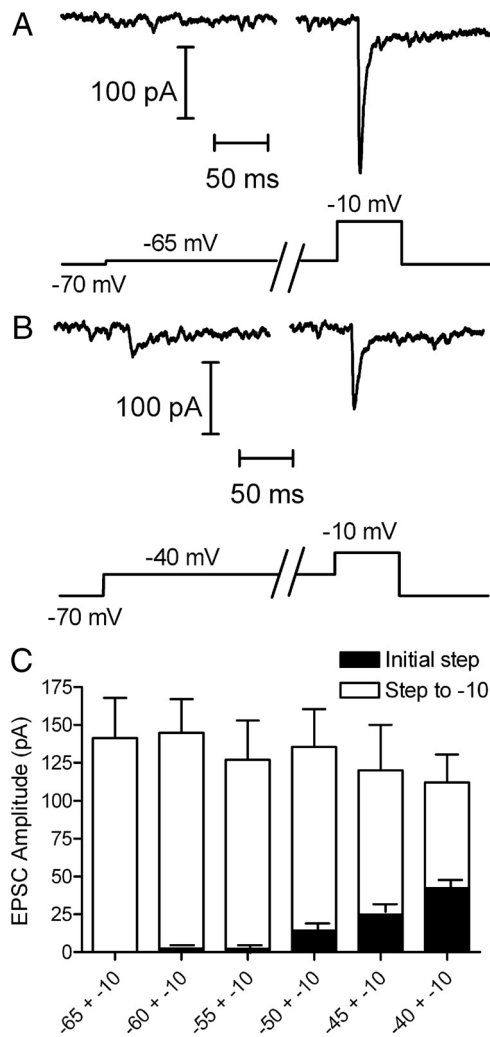 A
100 pA
50 ms
-10 mV
-65 mV
-70 mV
B
100 pA
50 ms
-10 mV
-40 mV
-70 mV
C
Initial step
Step to -10
175
150
125
100
75
50
25
0
EPSC Amplitude (pA)
-65 + -10
-60 + -10
-55 + -10
-50 + -10
-45 + -10
-40 + -10